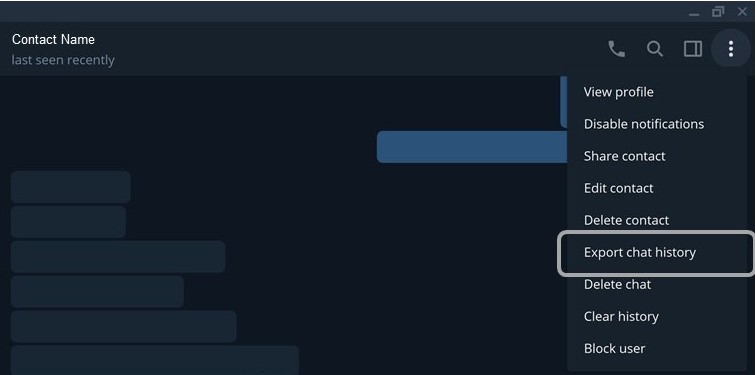 Contact Name
last seen recently
View profile
Disable notifications
Share contact
Edit contact
Delete contact
Export chat history
Delete chat
Clear history
Block user